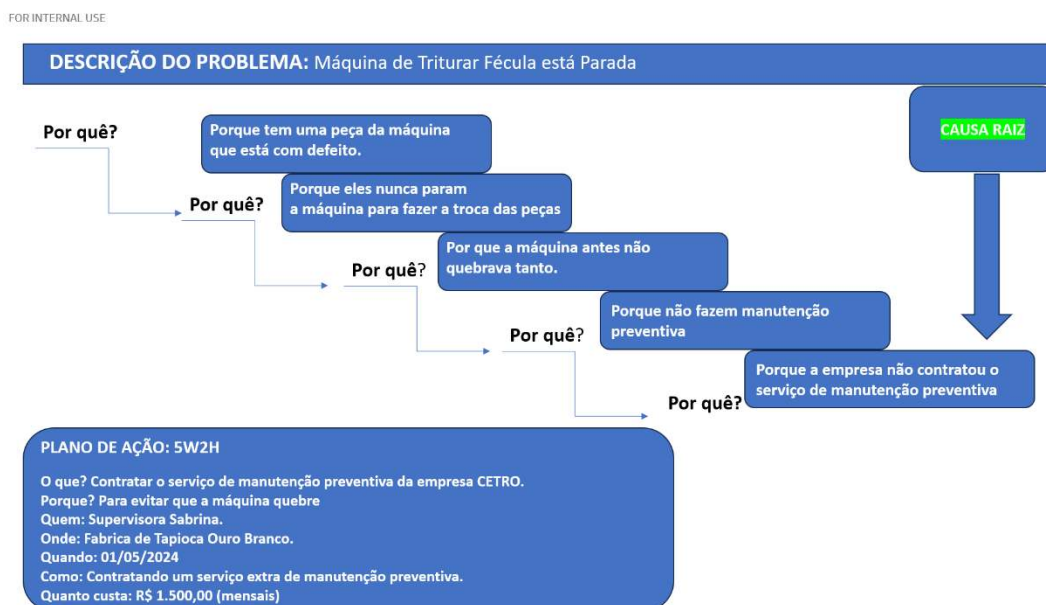 FOR INTERNAL USE
DESCRIÇÃO DO PROBLEMA: Máquina de Triturar Fécula está Parada
CAUSA RAIZ
Por quê?
Porque tem uma peça da máquina
que está com defeito.
Por quê?
Porque eles nunca param
a máquina para fazer a troca das peças
Por quê?
Por que a máquina antes não
quebrava tanto.
Por quê?
Porque não fazem manutenção
preventiva
Por quê?
Porque a empresa não contratou o
serviço de manutenção preventiva
PLANO DE AÇÃO: 5W2H
O que? Contratar o serviço de manutenção preventiva da empresa CETRO.
Porque? Para evitar que a máquina quebre
Quem: Supervisora Sabrina.
Onde: Fabrica de Tapioca Ouro Branco.
Quando: 01/05/2024
Como: Contratando um serviço extra de manutenção preventiva.
Quanto custa: R$ 1.500,00 (mensais)